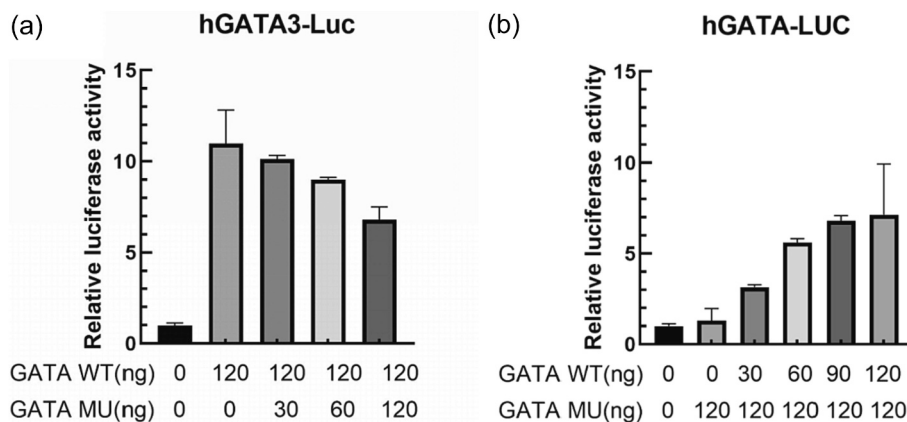 (a)
hGATA3-Luc
Relative luciferase activity
15
10
5
0
GATA WT(ng) 0 120 120 120 120
GATA MU(ng) 0 0 30 60 120
(b)
hGATA-LUC
Relative luciferase activity
15
10
5
0
GATA WT(ng) 0 0 30 60 90 120
GATA MU(ng) 0 120 120 120 120 120